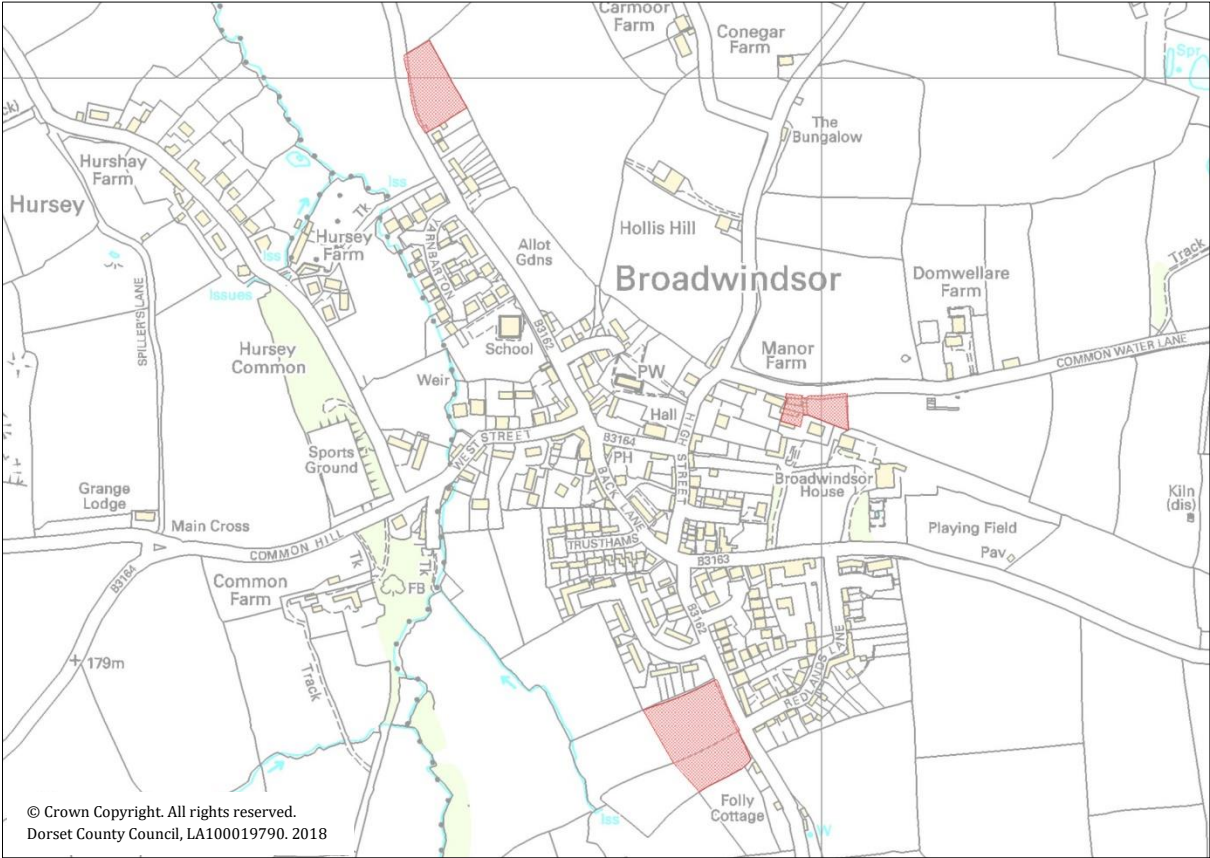 Carmoor
Farm
Conegar
Farm
Spr
The
Bungalow
Hurshay
Farm
Hursey
Iss
Tk
Hursey
Farm
Iss
Issues
YARNBARTON
Allot
Gdns
Hollis Hill
Broadwindsor
Domwellare
Farm
Track
SPILLER'S LANE
Hursey
Common
School
B3162
Weir
PW
Manor
Farm
COMMON WATER LANE
Hall
HIGH STREET
WEST STREET
B3164
PH
BACK LANE
Sports
Ground
Broadwindsor
House
Grange
Lodge
Main Cross
Kiln
(dis)
Playing Field
Pav
TRUSTHAMS
B3163
COMMON HILL
B3164
Tk
Tk
Common
Farm
FB
B3162
REDLANDS LANE
179m
Track
Folly
Cottage
Iss
W
© Crown Copyright. All rights reserved.
Dorset County Council, LA100019790. 2018